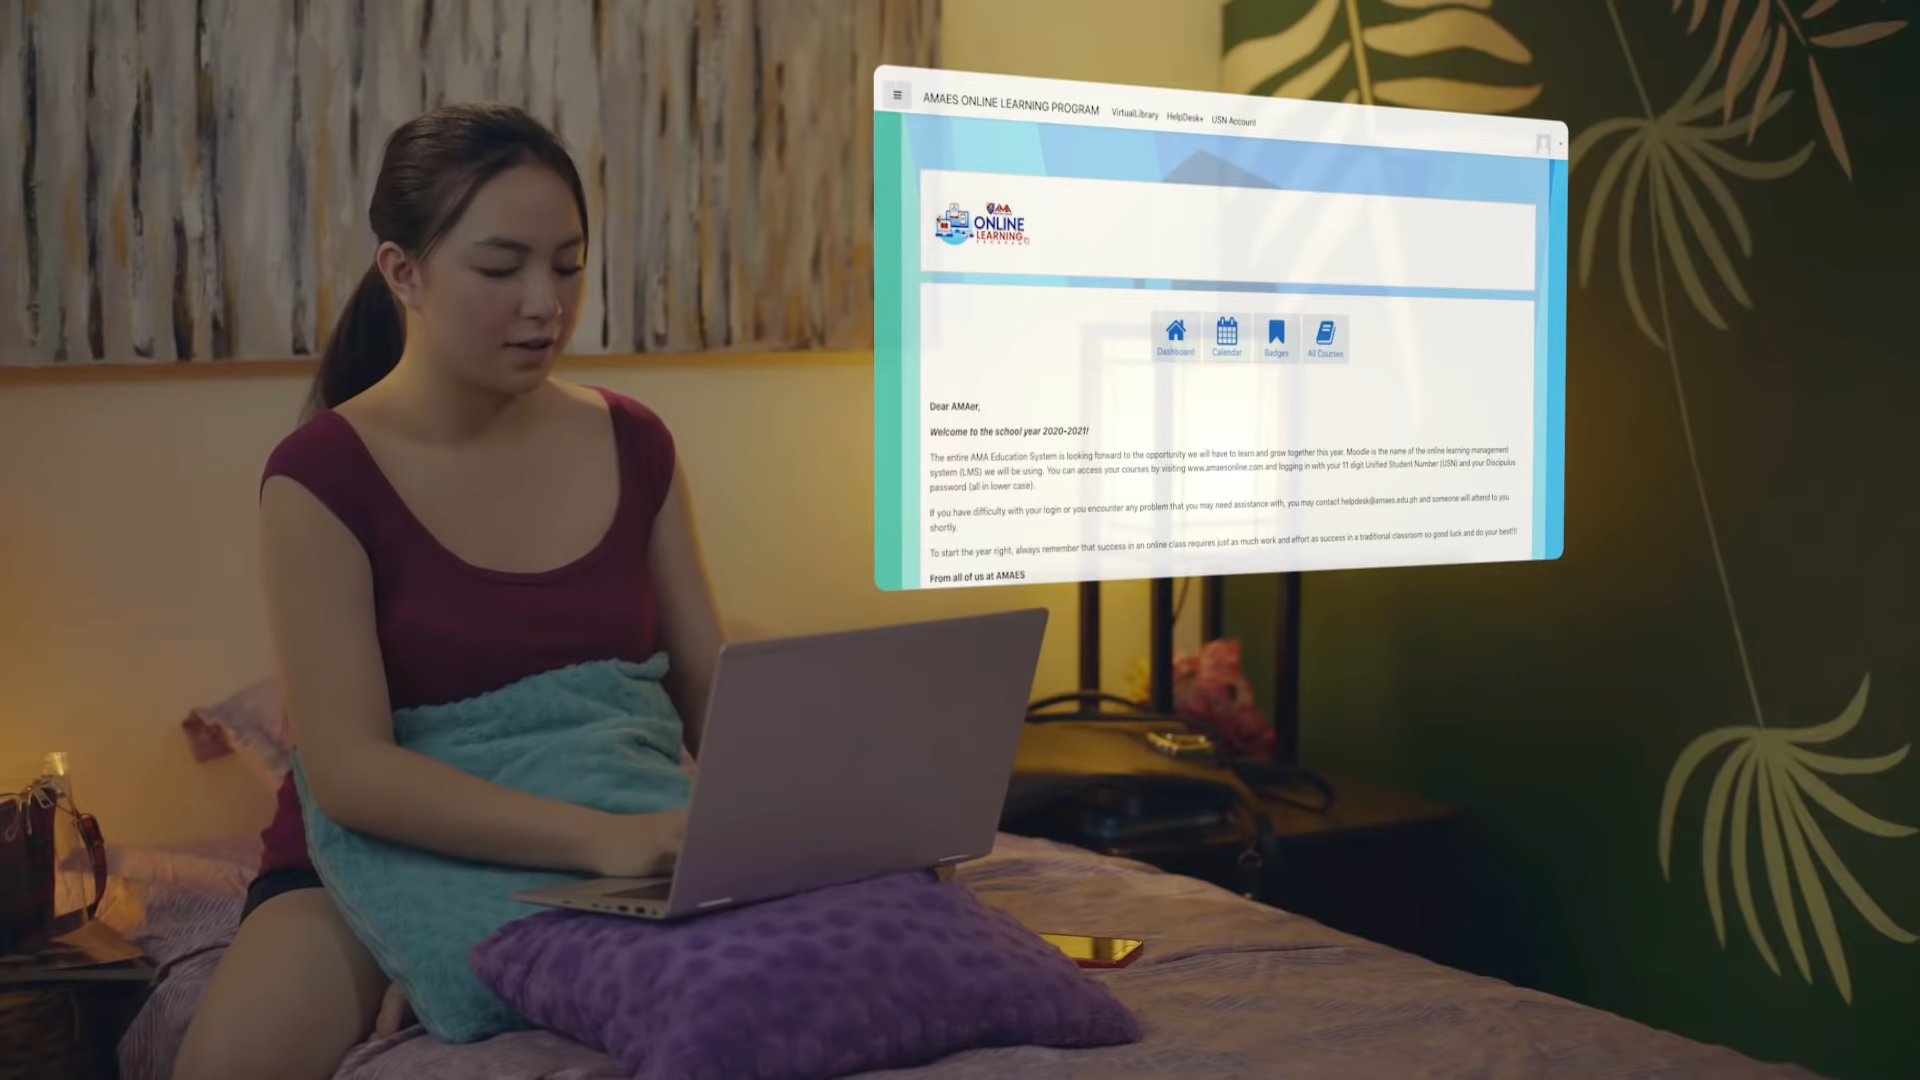 AMAES ONLINE LEARNING PROGRAM VirtualLibrary HelpDesk+ USN Account
AMA
ONLINE
LEARNING
PROGRAM
Dashboard Calendar Badges All Courses
Dear AMAer,
Welcome to the school year 2020-2021!
The entire AMA Education System is looking forward to the opportunity we will have to learn and grow together this year. Moodle is the name of the online learning management
system (LMS) we will be using. You can access your courses by visiting www.amaesonline.com and logging in with your 11 digit Unified Student Number (USN) and your Discipulus
password (all in lower case).
If you have difficulty with your login or you encounter any problem that you may need assistance with, you may contact helpdesk@amaes.edu.ph and someone will attend to you
shortly.
To start the year right, always remember that success in an online class requires just as much work and effort as success in a traditional classroom so good luck and do your best!!!
From all of us at AMAES